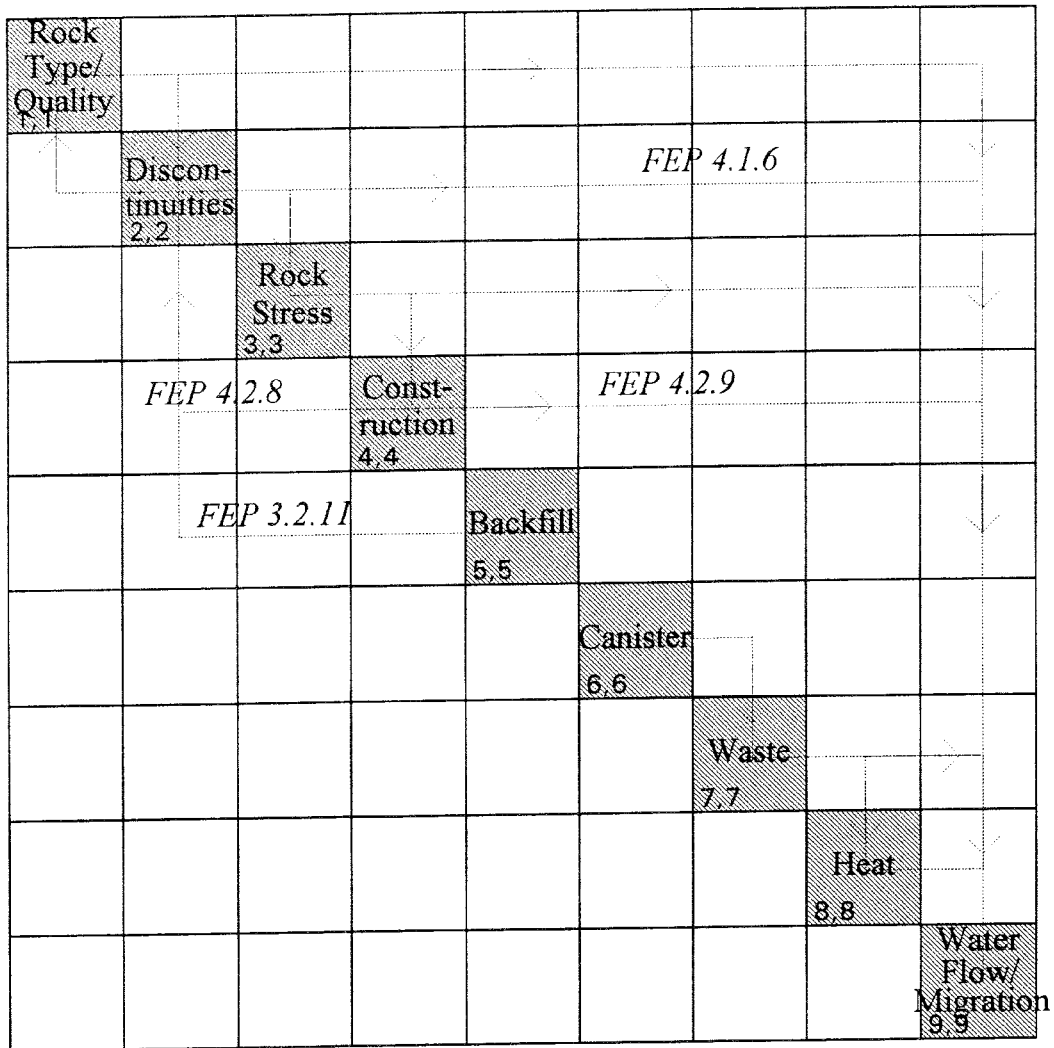 Rock
Type/
Quality
1,1
Discon-
tinuities
2,2
FEP 4.1.6
Rock
Stress
3,3
FEP 4.2.8
Const-
ruction
4,4
FEP 4.2.9
FEP 3.2.11
Backfill
5,5
Canister
6,6
Waste
7,7
Heat
8,8
Water
Flow/
Migration
9,9